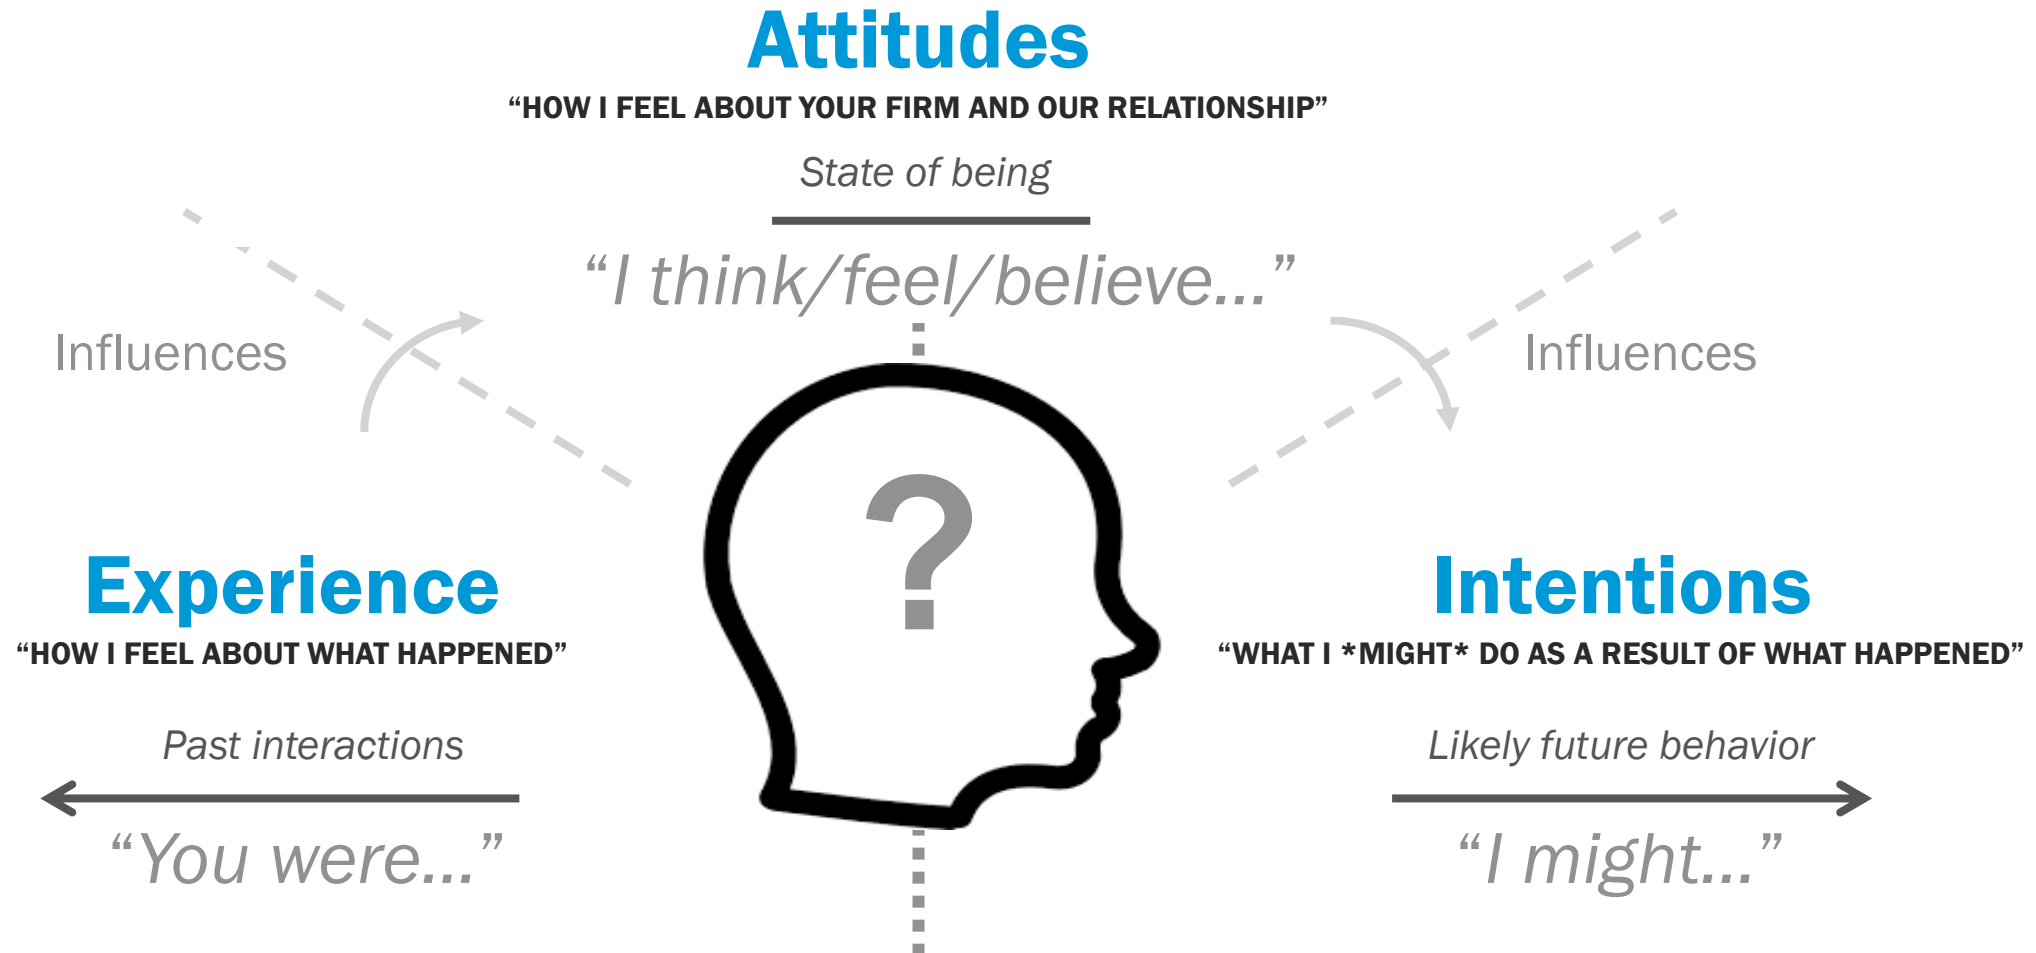 Attitudes
“HOW I FEEL ABOUT YOUR FIRM AND OUR RELATIONSHIP”
State of being
“I think/feel/believe...”
Influences
Influences
?
Experience
“HOW I FEEL ABOUT WHAT HAPPENED”
Past interactions
“You were...”
Intentions
“WHAT I *MIGHT* DO AS A RESULT OF WHAT HAPPENED”
Likely future behavior
“I might...”